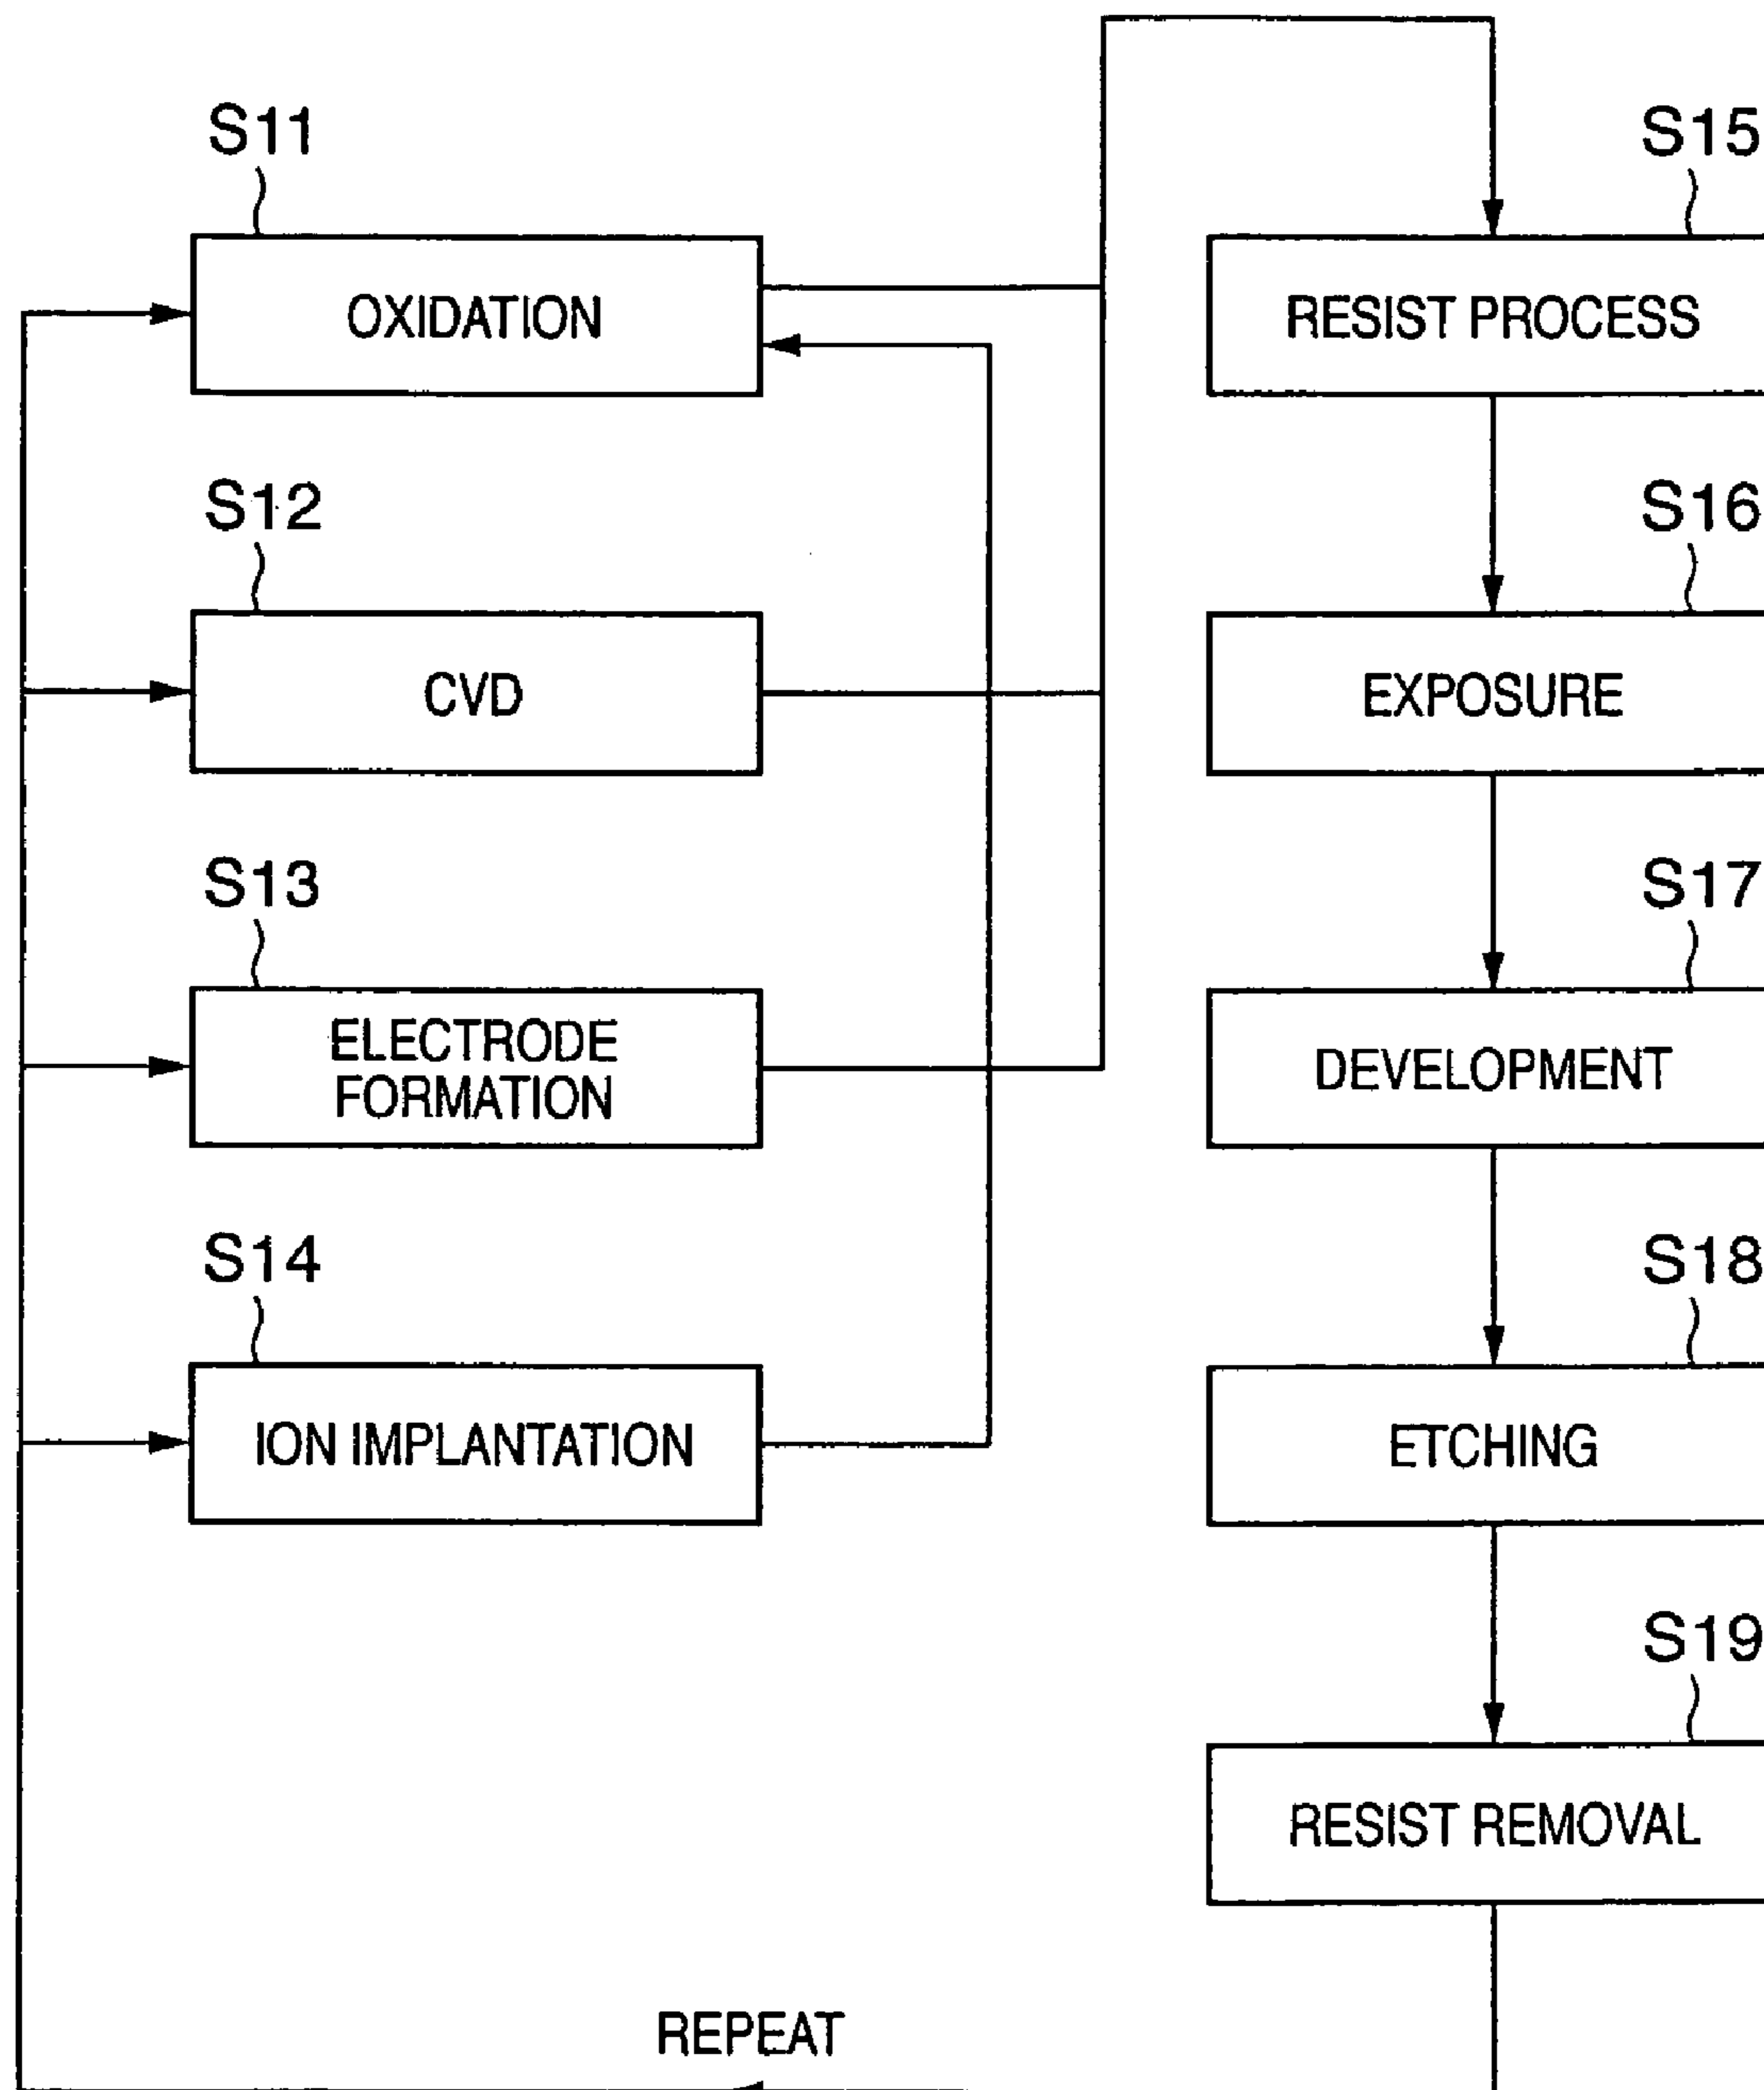 S11
OXIDATION
S12
CVD
S13
ELECTRODE
FORMATION
S14
ION IMPLANTATION
S15
RESIST PROCESS
S16
EXPOSURE
S17
DEVELOPMENT
S18
ETCHING
S19
RESIST REMOVAL
REPEAT